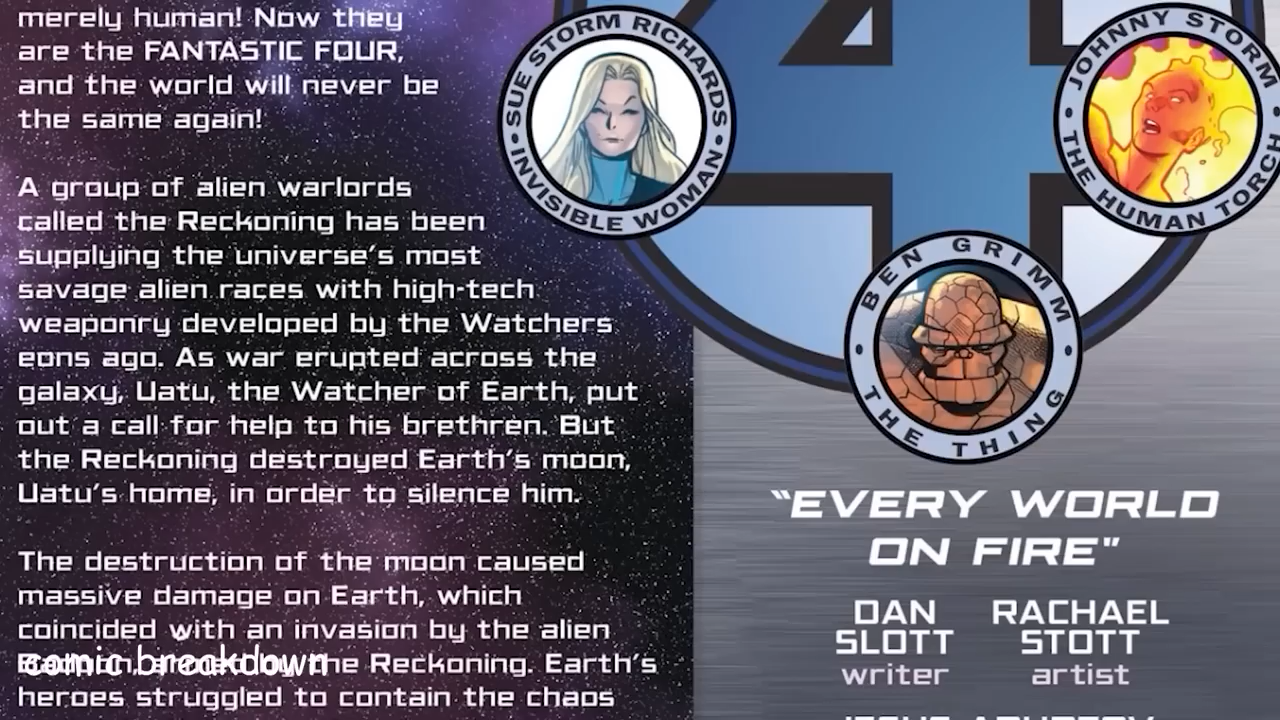 merely human! Now they
are the FANTASTIC FOUR,
and the world will never be
the same again!
A group of alien warlords
called the Reckoning has been
supplying the universe's most
savage alien races with high-tech
weaponry developed by the Watchers
eons ago. As war erupted across the
galaxy, Uatu, the Watcher of Earth, put
out a call for help to his brethren. But
the Reckoning destroyed Earth's moon,
Uatu's home, in order to silence him.
The destruction of the moon caused
massive damage on Earth, which
coincided with an invasion by the alien
the Reckoning. Earth's
comic breakdown
heroes struggled to contain the chaos
SUE STORM RICHARDS
INVISIBLE WOMAN
4
JOHNNY STORM
THE HUMAN TORCH
BEN GRIMM
THE THING
"EVERY WORLD
ON FIRE"
DAN
SLOTT
writer
RACHAEL
STOTT
artist